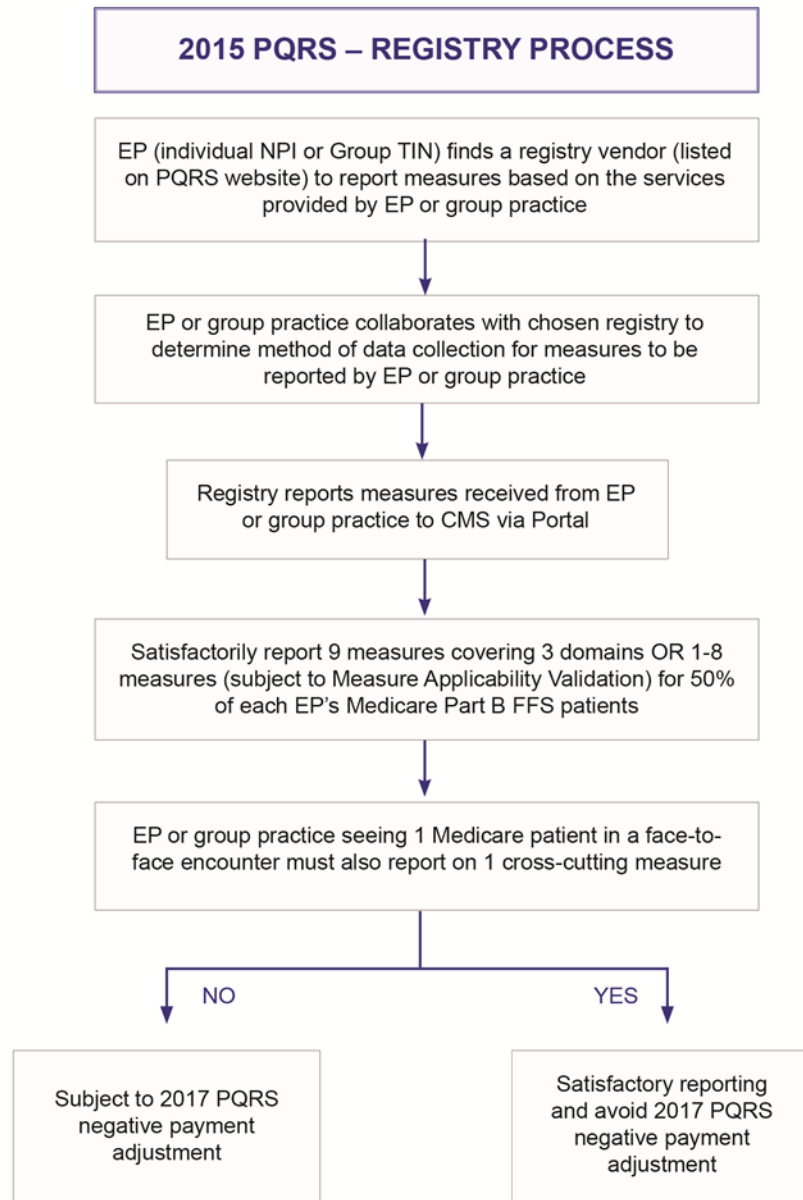 2015 PQRS – REGISTRY PROCESS
EP (individual NPI or Group TIN) finds a registry vendor (listed
on PQRS website) to report measures based on the services
provided by EP or group practice
EP or group practice collaborates with chosen registry to
determine method of data collection for measures to be
reported by EP or group practice
Registry reports measures received from EP
or group practice to CMS via Portal
Satisfactorily report 9 measures covering 3 domains OR 1-8
measures (subject to Measure Applicability Validation) for 50%
of each EP’s Medicare Part B FFS patients
EP or group practice seeing 1 Medicare patient in a face-to-
face encounter must also report on 1 cross-cutting measure
NO
YES
Subject to 2017 PQRS
negative payment
adjustment
Satisfactory reporting
and avoid 2017 PQRS
negative payment
adjustment